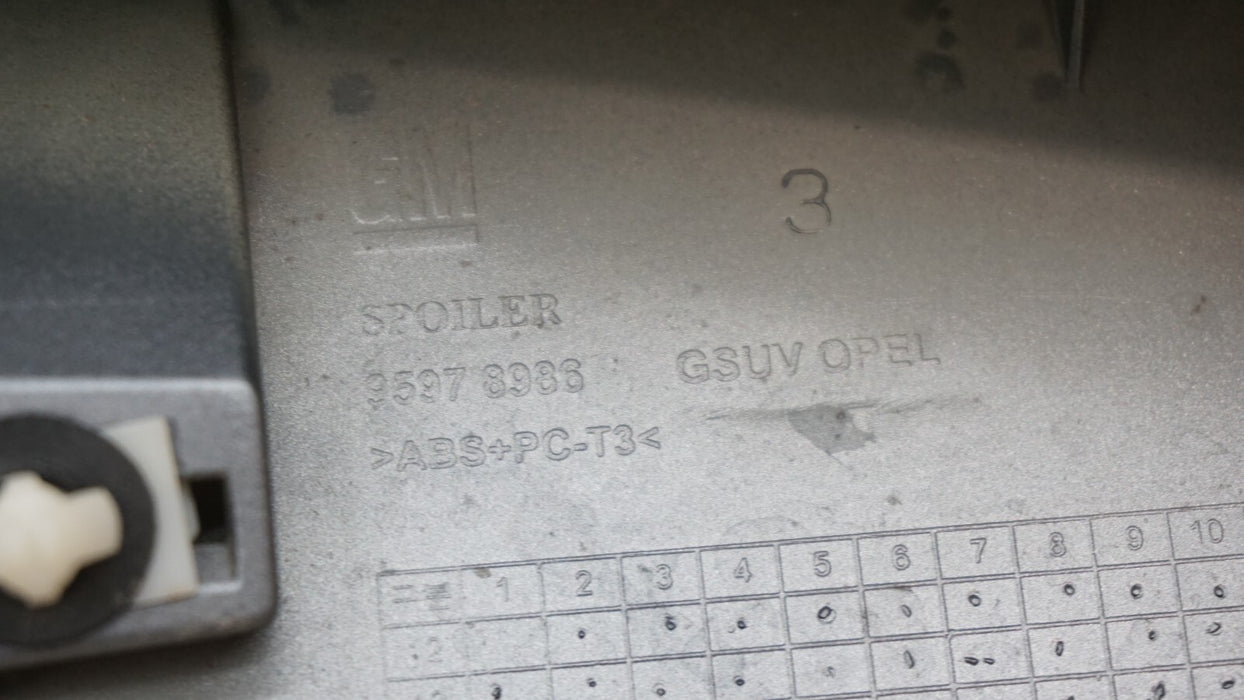 GM
3
SPOILER
9597 8986
GSUV OPEL
>ABS+PC-T3<
1 2 3 4 5 6 7 8 9 10